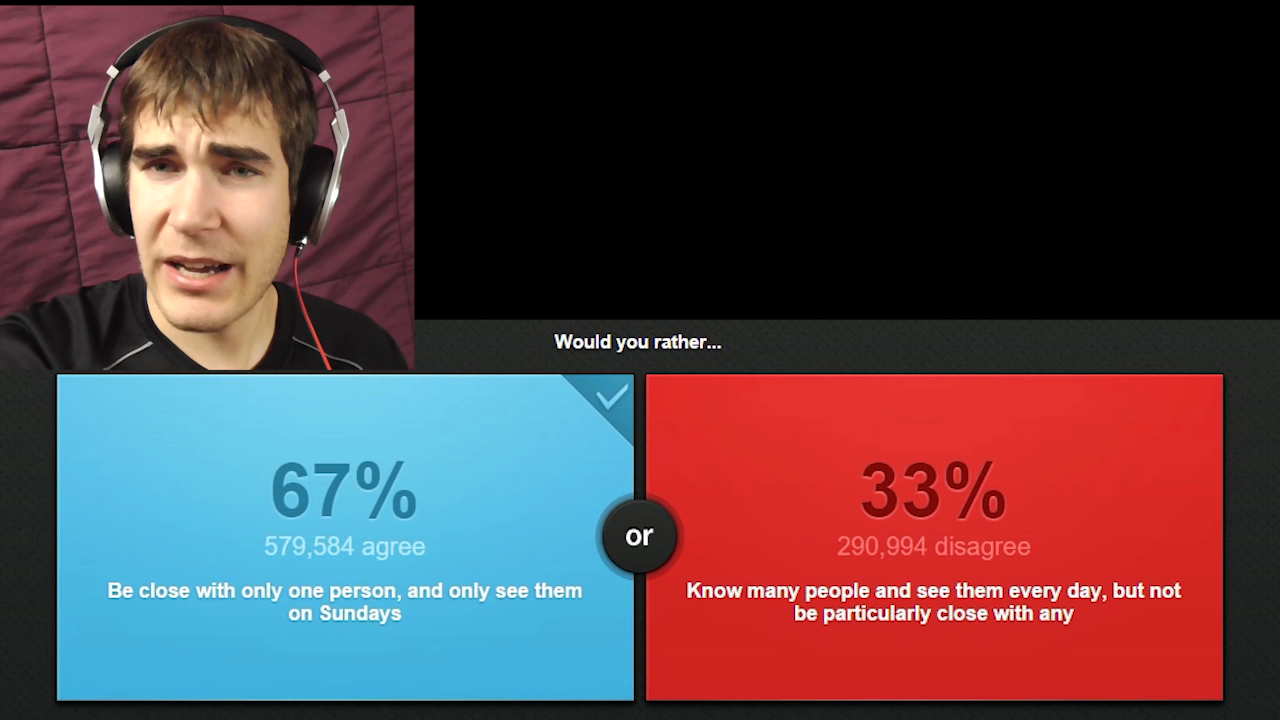 Would you rather...
67%
579,584 agree
Be close with only one person, and only see them
on Sundays
or
33%
290,994 disagree
Know many people and see them every day, but not
be particularly close with any